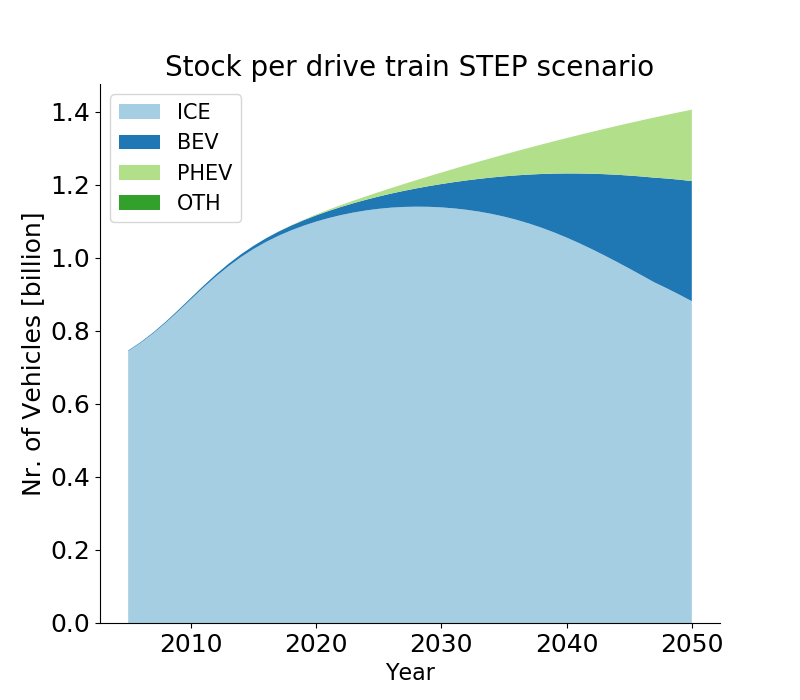 Stock per drive train STEP scenario
ICE
BEV
PHEV
OTH
Nr. of Vehicles [billion]
1.4
1.2
1.0
0.8
0.6
0.4
0.2
0.0
2010 2020 2030 2040 2050
Year